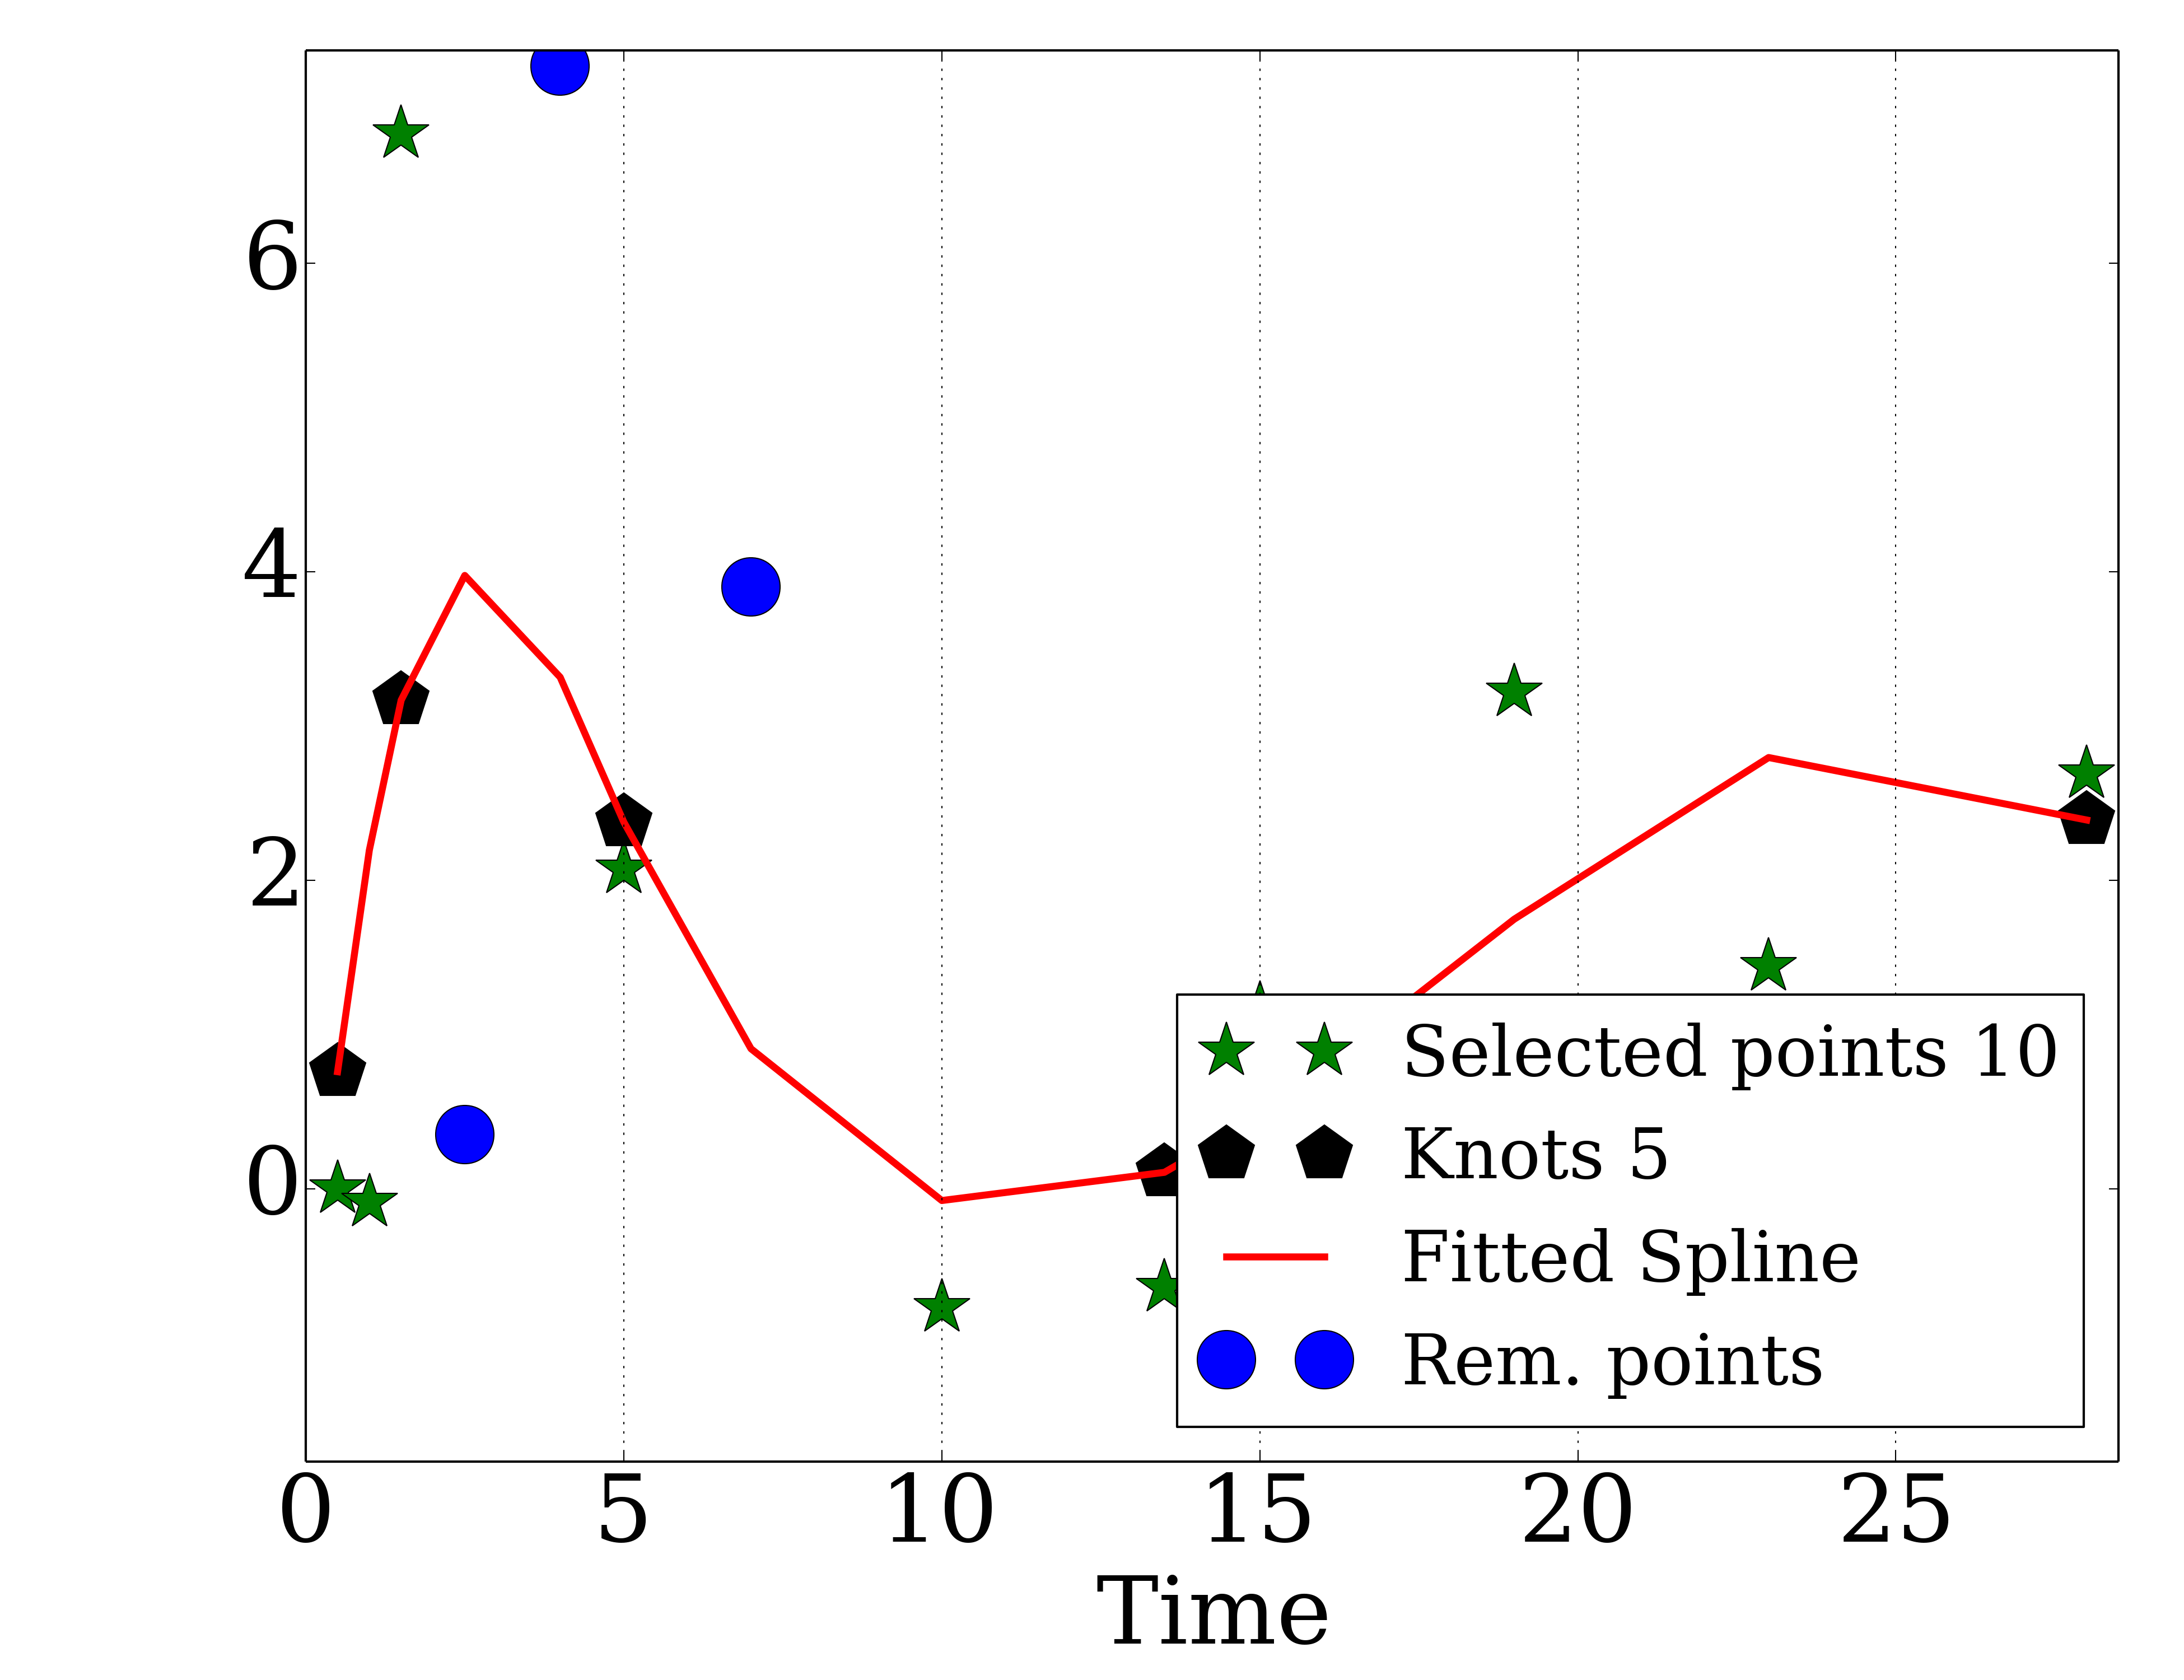 6
4
2
0
Selected points 10
Knots 5
Fitted Spline
Rem. points
0 5 10 15 20 25
Time